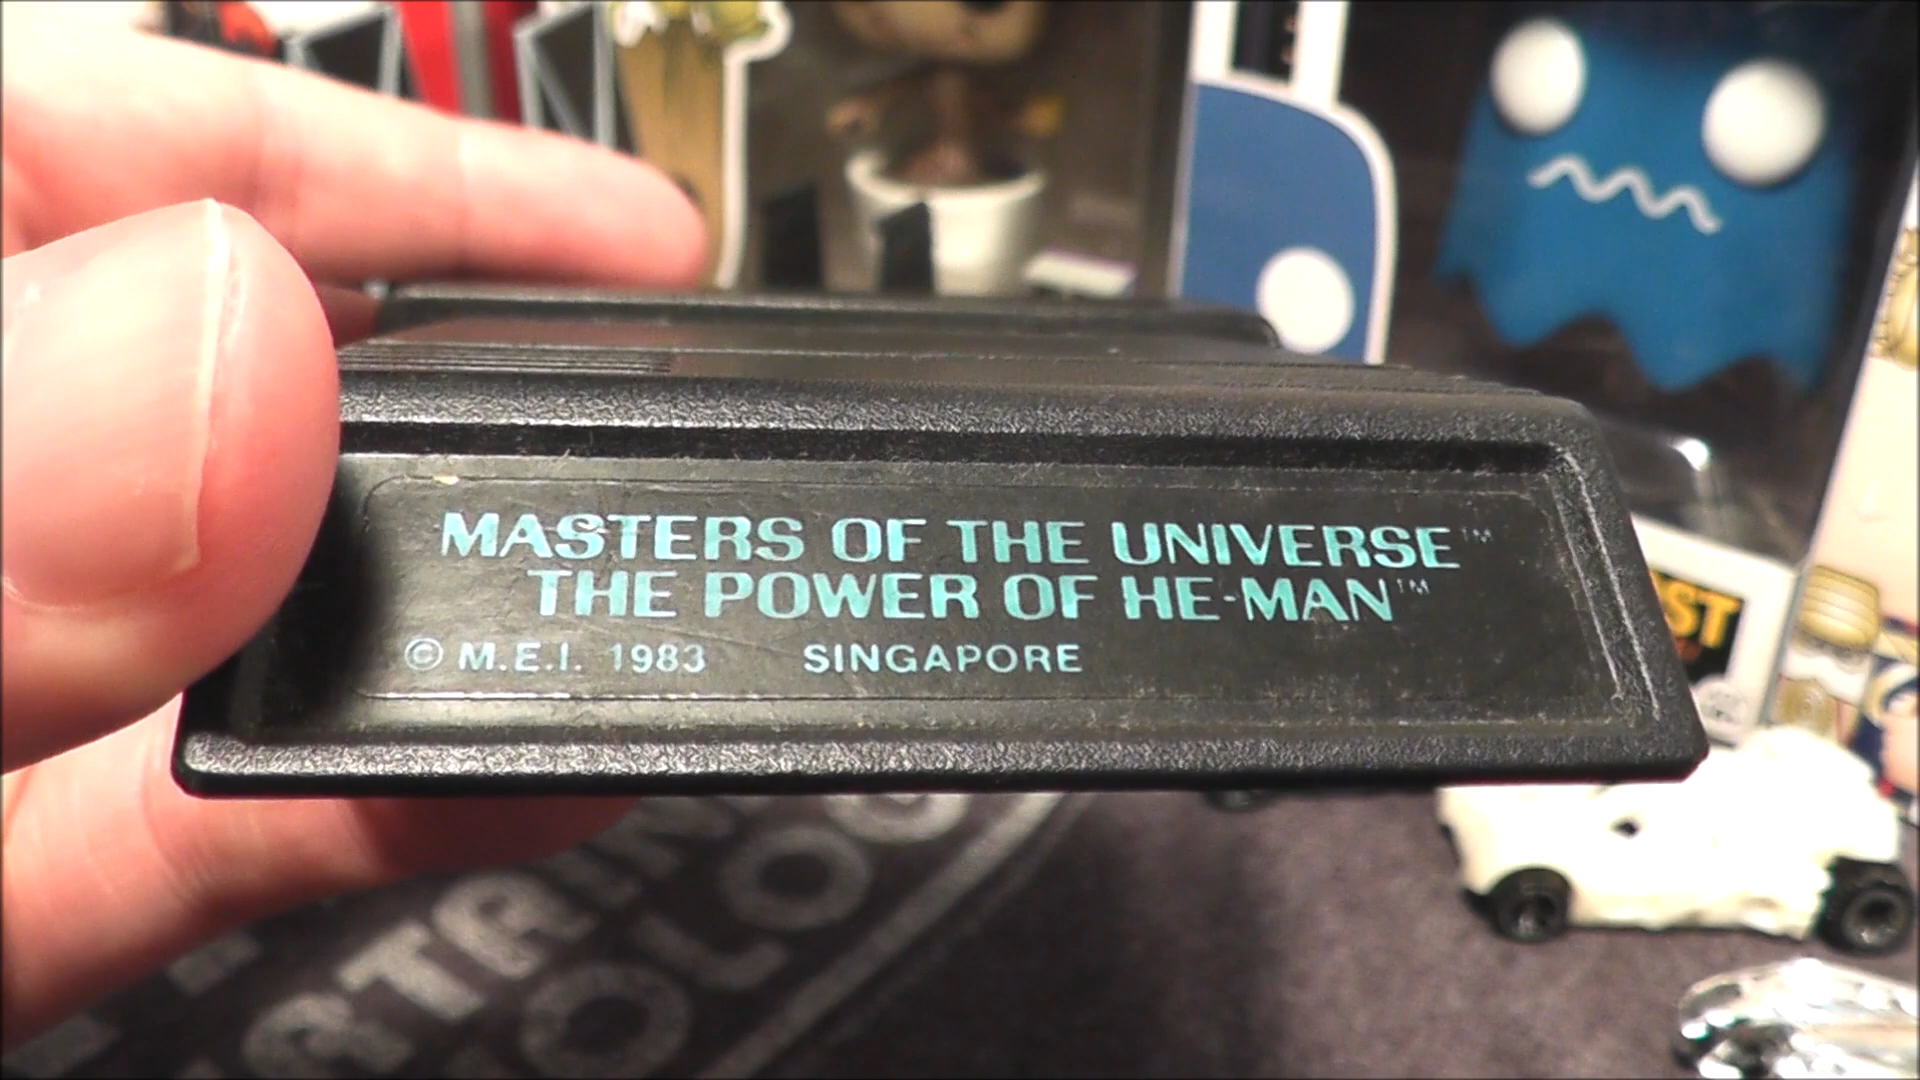 MASTERS OF THE UNIVERSE™
THE POWER OF HE-MAN™
© M.E.I. 1983 SINGAPORE